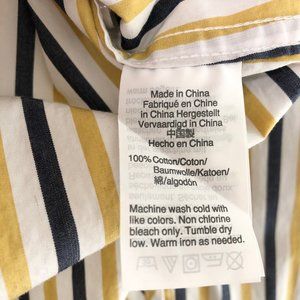 Made in China
Fabriqué en Chine
in China Hergestellt
Vervaardigd in China
中国製
Hecho en China
100% Cotton/Coton/
Baumwolle/Katoen/
綿/algodón
Machine wash cold with
like colors. Non chlorine
bleach only. Tumble dry
low. Warm iron as needed.